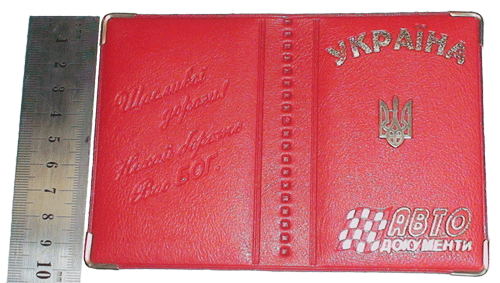 1 2 3 4 5 6 7 8 9 10
Щасливої
дороги!
Нехай береже
Вас БОГ
УКРАЇНА
АВТО
ДОКУМЕНТИ